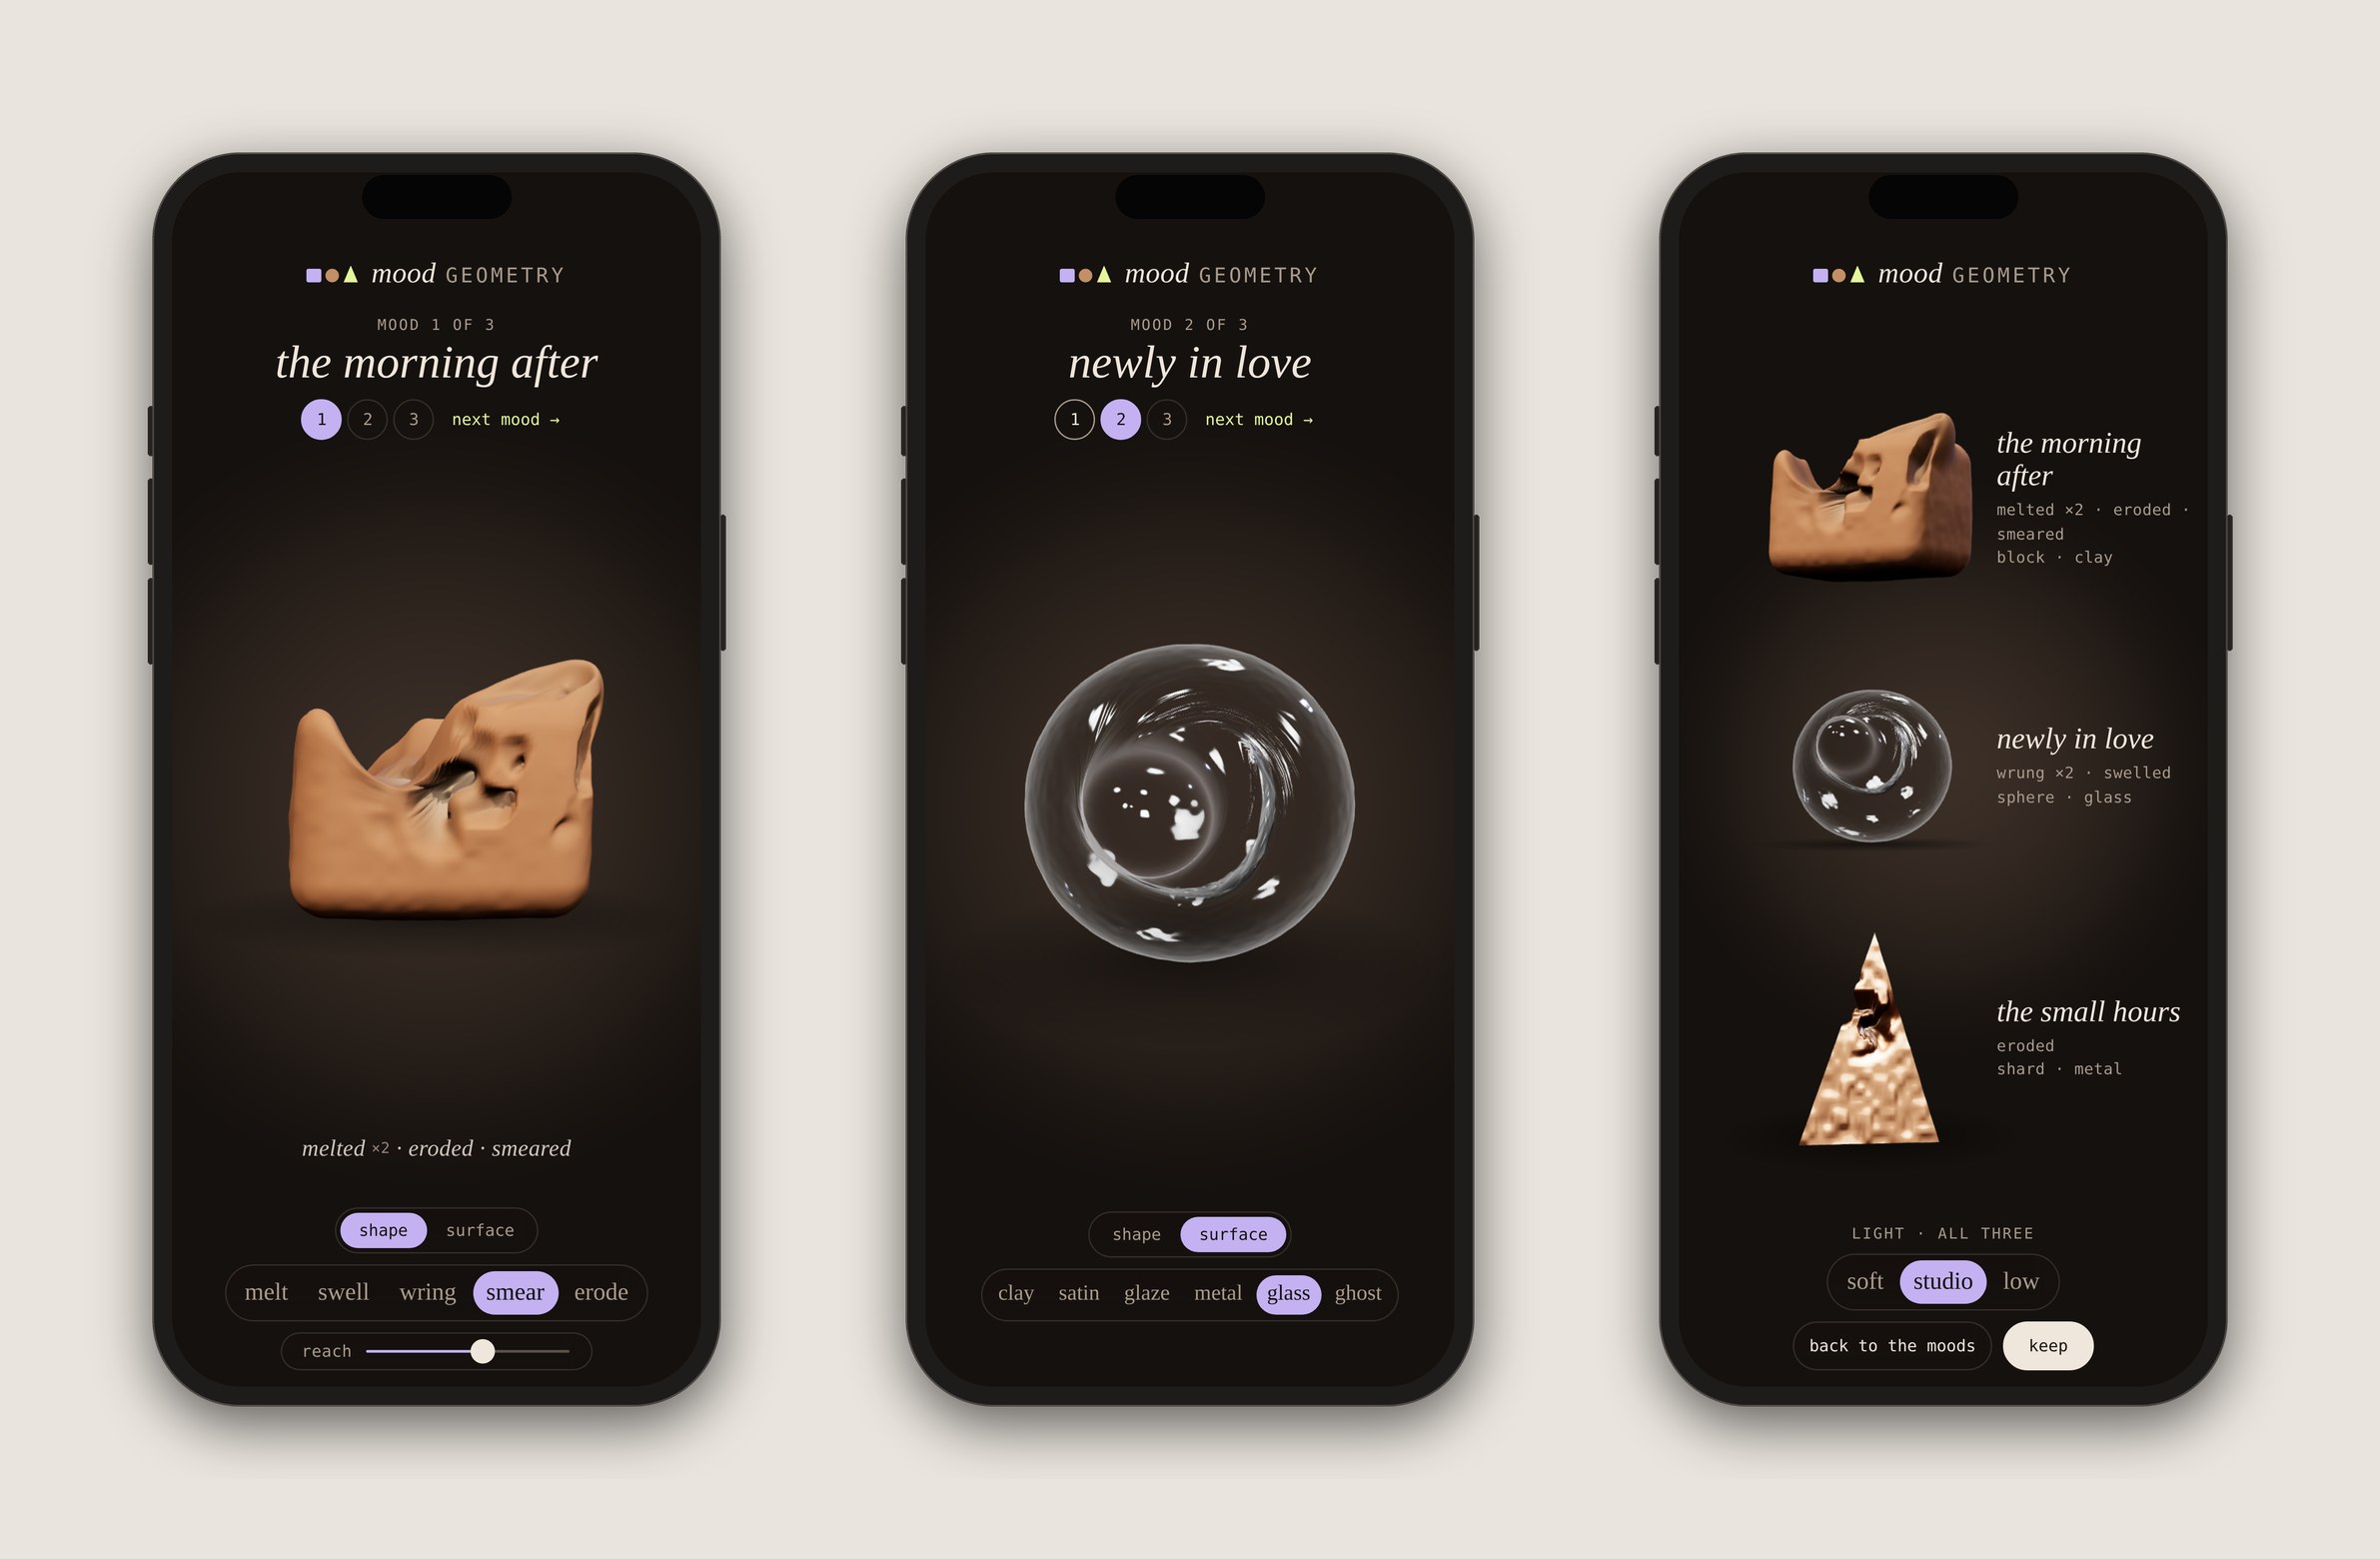 mood GEOMETRY
MOOD 1 OF 3
the morning after
1 2 3 next mood →
melted ×2 · eroded · smeared
shape surface
melt swell wring smear erode
reach
mood GEOMETRY
MOOD 2 OF 3
newly in love
1 2 3 next mood →
shape surface
clay satin glaze metal glass ghost
mood GEOMETRY
the morning
after
melted ×2 · eroded ·
smeared
block · clay
newly in love
wrung ×2 · swelled
sphere · glass
the small hours
eroded
shard · metal
LIGHT · ALL THREE
soft studio low
back to the moods keep